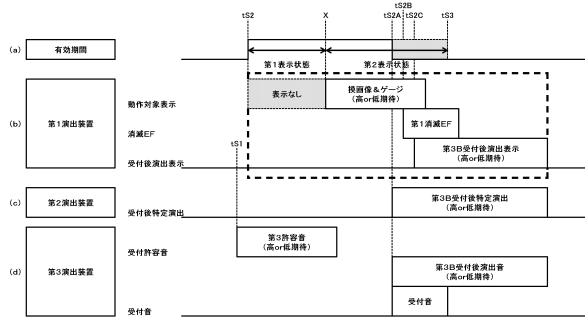 tS2B
tS2 X tS2A tS2C tS3
(a) 有効期間
第1表示状態 第2表示状態
(b) 第1演出装置
動作対象表示 表示なし 換画像&ゲージ
(高or低期待)
消滅EF 第1消滅EF
受付後演出表示 第3B受付後演出表示
(高or低期待)
tS1
(c) 第2演出装置
受付後特定演出 第3B受付後特定演出
(高or低期待)
(d) 第3演出装置
受付許容音 第3許容音
(高or低期待)
第3B受付後演出音
(高or低期待)
受付音 受付音